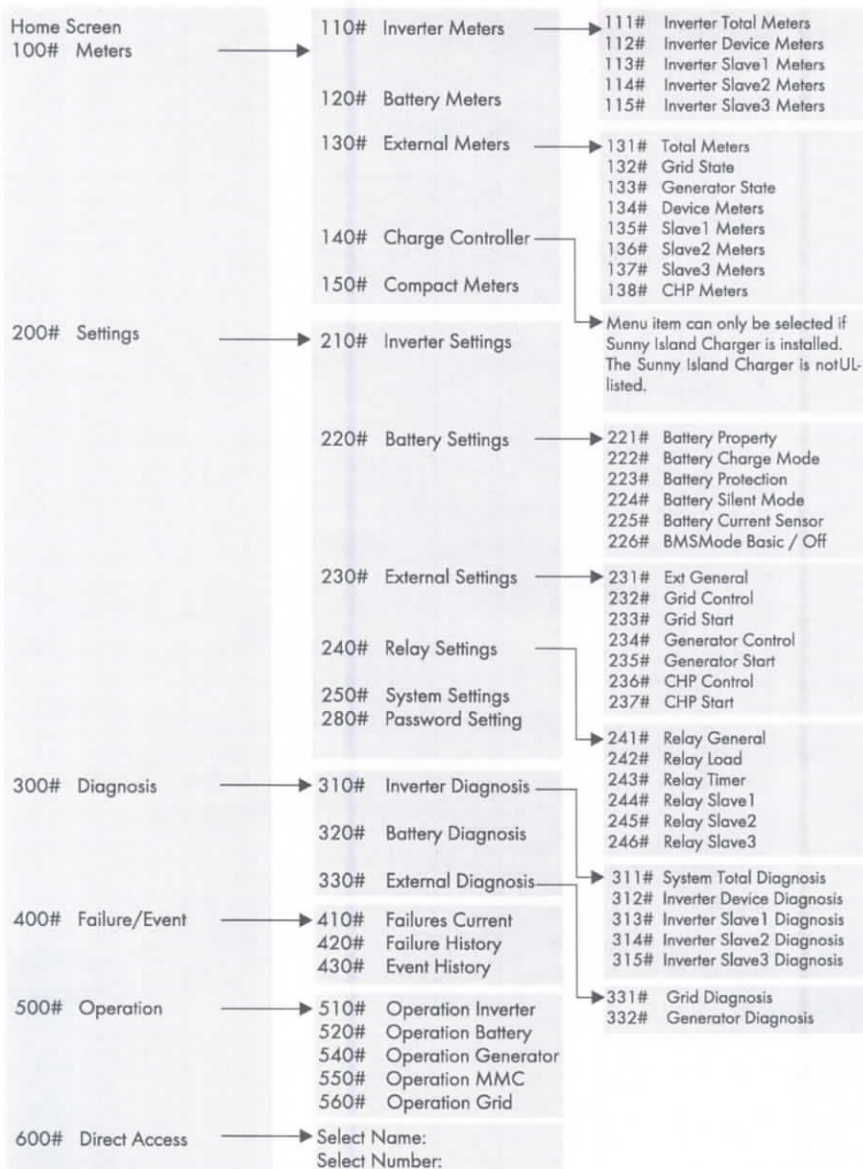 Home Screen
100# Meters
110# Inverter Meters
111# Inverter Total Meters
112# Inverter Device Meters
113# Inverter Slave1 Meters
114# Inverter Slave2 Meters
115# Inverter Slave3 Meters
120# Battery Meters
130# External Meters
131# Total Meters
132# Grid State
133# Generator State
134# Device Meters
135# Slave1 Meters
136# Slave2 Meters
137# Slave3 Meters
138# CHP Meters
140# Charge Controller
Menu item can only be selected if
Sunny Island Charger is installed.
The Sunny Island Charger is notUL-
listed.
150# Compact Meters
200# Settings
210# Inverter Settings
220# Battery Settings
221# Battery Property
222# Battery Charge Mode
223# Battery Protection
224# Battery Silent Mode
225# Battery Current Sensor
226# BMSMode Basic / Off
230# External Settings
231# Ext General
232# Grid Control
233# Grid Start
234# Generator Control
235# Generator Start
236# CHP Control
237# CHP Start
240# Relay Settings
241# Relay General
242# Relay Load
243# Relay Timer
244# Relay Slave1
245# Relay Slave2
246# Relay Slave3
250# System Settings
280# Password Setting
300# Diagnosis
310# Inverter Diagnosis
311# System Total Diagnosis
312# Inverter Device Diagnosis
313# Inverter Slave1 Diagnosis
314# Inverter Slave2 Diagnosis
315# Inverter Slave3 Diagnosis
320# Battery Diagnosis
330# External Diagnosis
331# Grid Diagnosis
332# Generator Diagnosis
400# Failure/Event
410# Failures Current
420# Failure History
430# Event History
500# Operation
510# Operation Inverter
520# Operation Battery
540# Operation Generator
550# Operation MMC
560# Operation Grid
600# Direct Access
Select Name:
Select Number: